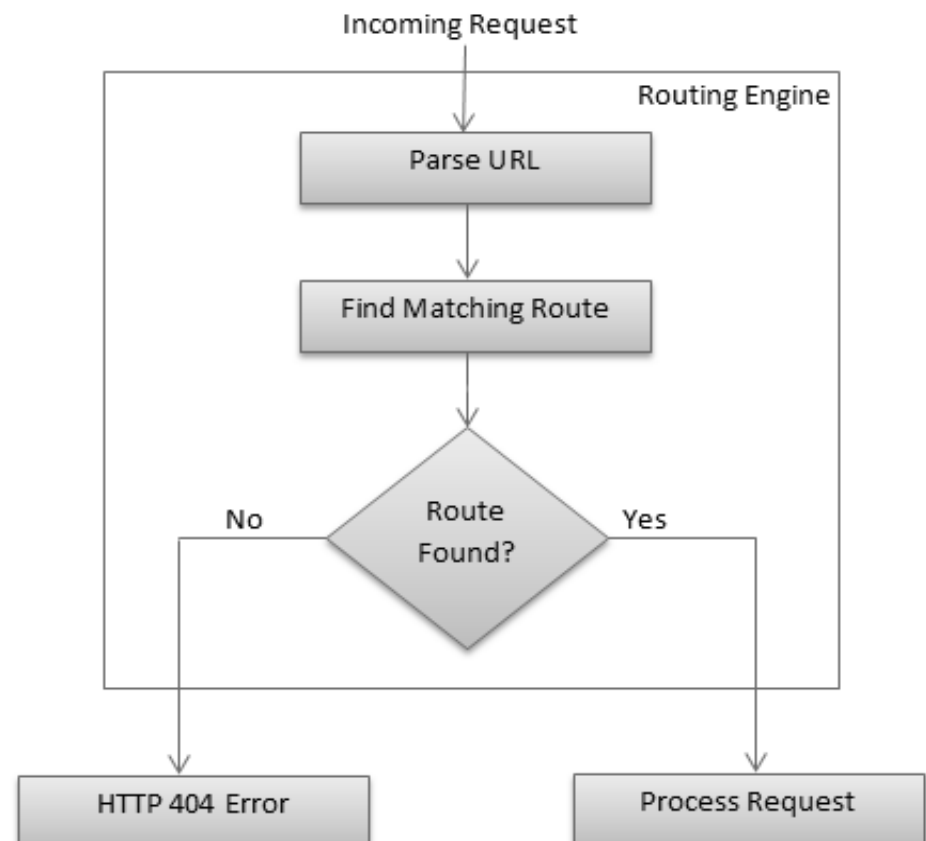 Incoming Request
Routing Engine
Parse URL
Find Matching Route
Route
Found?
No
Yes
HTTP 404 Error
Process Request